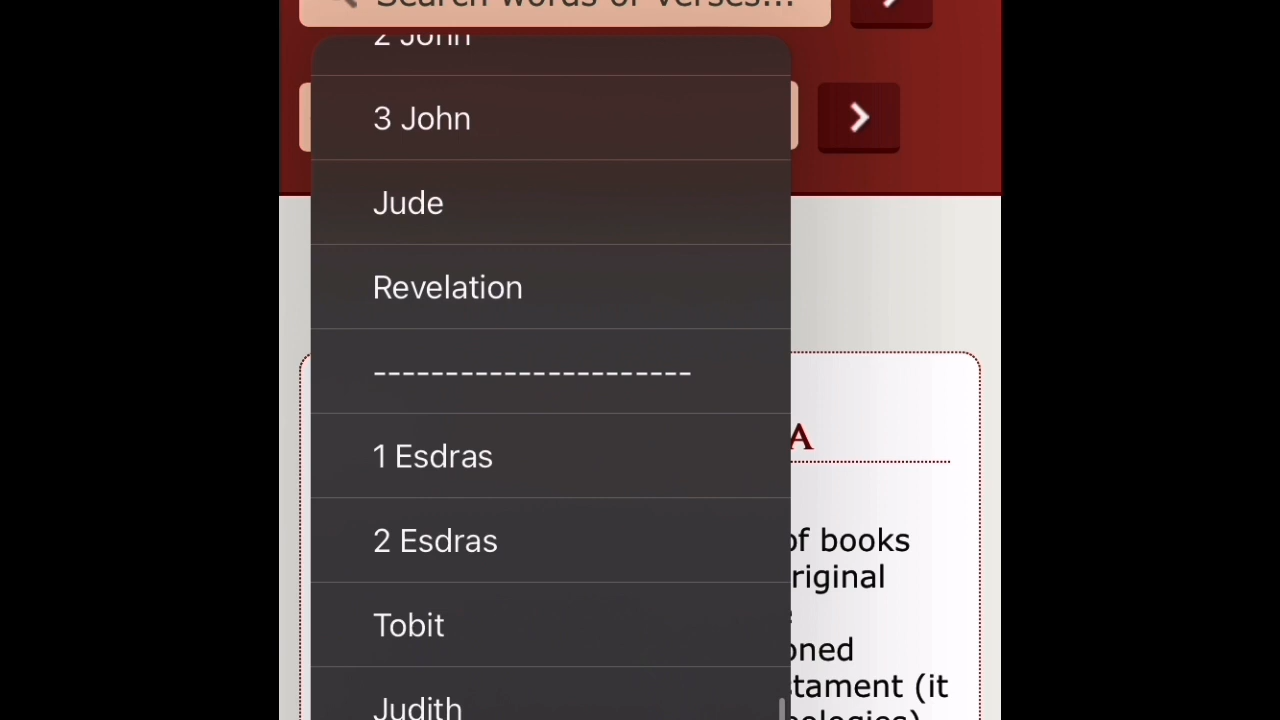 Search words or verses...
2 John
3 John
Jude
Revelation
----------------------
1 Esdras
A
2 Esdras
of books
riginal
Tobit
oned
stament (it
Judith
ologies)